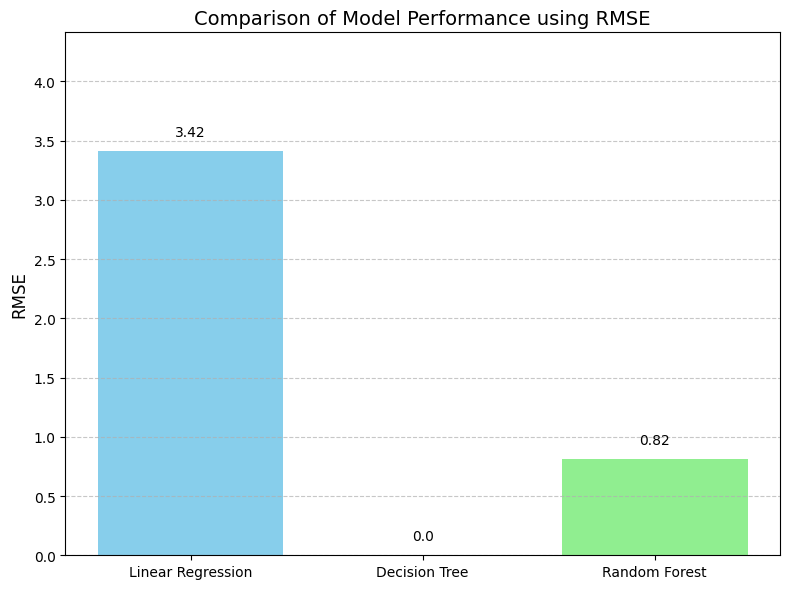 Comparison of Model Performance using RMSE
RMSE
4.0
3.5
3.0
2.5
2.0
1.5
1.0
0.5
0.0
3.42
0.0
0.82
Linear Regression
Decision Tree
Random Forest